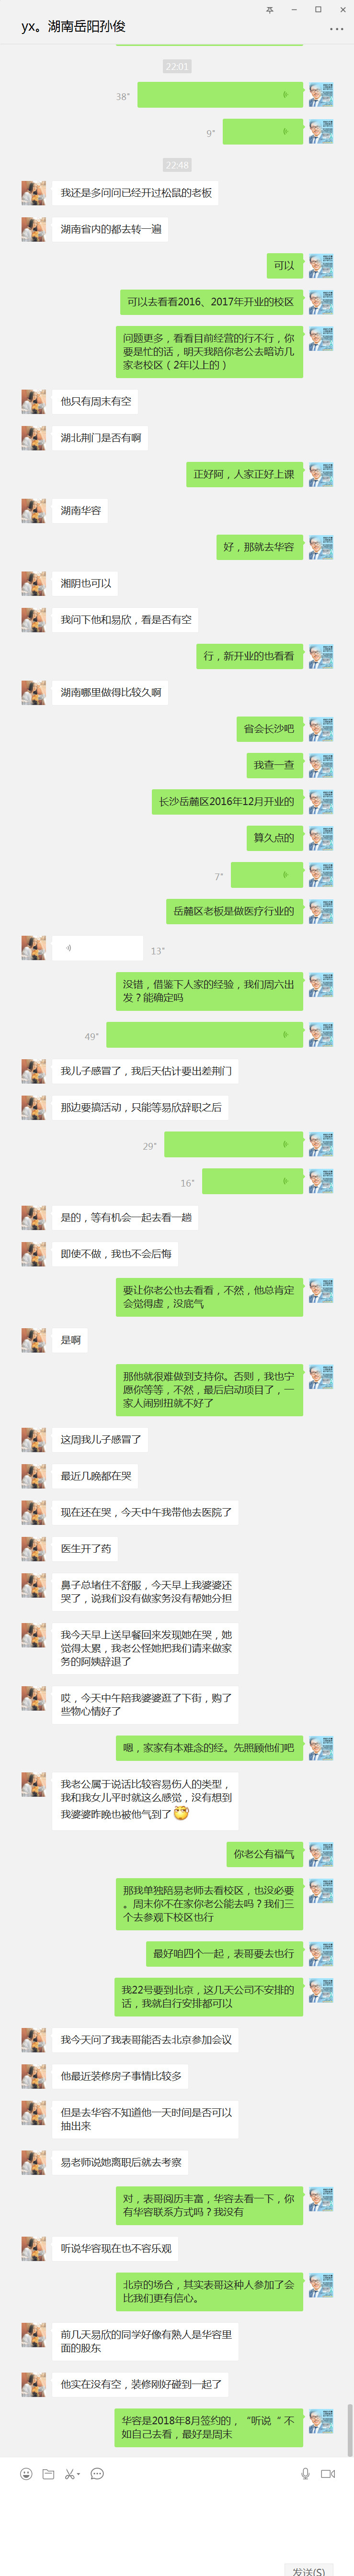 yx。湖南岳阳孙俊
22:01
38"
9"
22:48
我还是多问问已经开过松鼠的老板
湖南省内的都去转一遍
可以
可以去看看2016、2017年开业的校区
问题更多，看看目前经营的行不行，你
要是忙的话，明天我陪你老公去暗访几
家老校区（2年以上的）
他只有周末有空
湖北荆门是否有啊
正好阿，人家正好上课
湖南华容
好，那就去华容
湘阴也可以
我问下他和易欣，看是否有空
行，新开业的也看看
湖南哪里做得比较久啊
省会长沙吧
我查一查
长沙岳麓区2016年12月开业的
算久点的
7"
岳麓区老板是做医疗行业的
13"
没错，借鉴下人家的经验，我们周六出
发？能确定吗
49"
我儿子感冒了，我后天估计要出差荆门
那边要搞活动，只能等易欣辞职之后
29"
16"
是的，等有机会一起去看一趟
即使不做，我也不会后悔
要让你老公也去看看，不然，他总肯定
会觉得虚，没底气
是啊
那他就很难做到支持你。否则，我也宁
愿你等等，不然，最后启动项目了，一
家人闹别扭就不好了
这周我儿子感冒了
最近几晚都在哭
现在还在哭，今天中午我带他去医院了
医生开了药
鼻子总堵住不舒服，今天早上我婆婆还
哭了，说我们没有做家务没有帮她分担
我今天早上送早餐回来发现她在哭，她
觉得太累，我老公怪她把我们请来做家
务的阿姨辞退了
哎，今天中午陪我婆婆逛了下街，购了
些物心情好了
嗯，家家有本难念的经。先照顾他们吧
我老公属于说话比较容易伤人的类型，
我和我女儿平时就这么感觉，没有想到
我婆婆昨晚也被他气到了
你老公有福气
那我单独陪易老师去看校区，也没必要
。周末你不在家你老公能去吗？我们三
个去参观下校区也行
最好咱四个一起，表哥要去也行
我22号要到北京，这几天公司不安排的
话，我就自行安排都可以
我今天问了我表哥能否去北京参加会议
他最近装修房子事情比较多
但是去华容不知道他一天时间是否可以
抽出来
易老师说她离职后就去考察
对，表哥阅历丰富，华容去看一下，你
有华容联系方式吗？我没有
听说华容现在也不容乐观
北京的场合，其实表哥这种人参加了会
比我们更有信心。
前几天易欣的同学好像有熟人是华容里
面的股东
他实在没有空，装修刚好碰到一起了
华容是2018年8月签约的，“听说“ 不
如自己去看，最好是周末
发送(S)